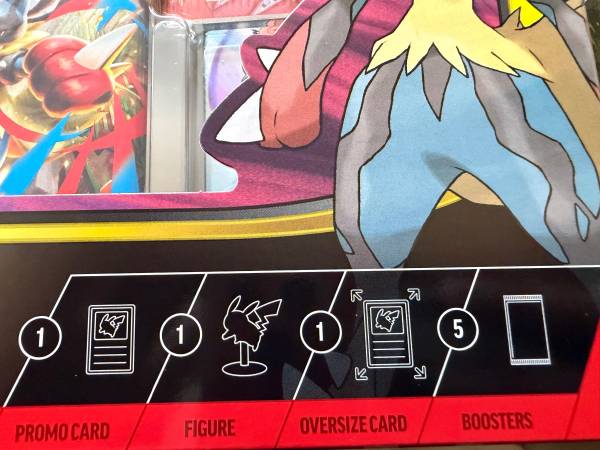 1
1
1
5
PROMO CARD
FIGURE
OVERSIZE CARD
BOOSTERS